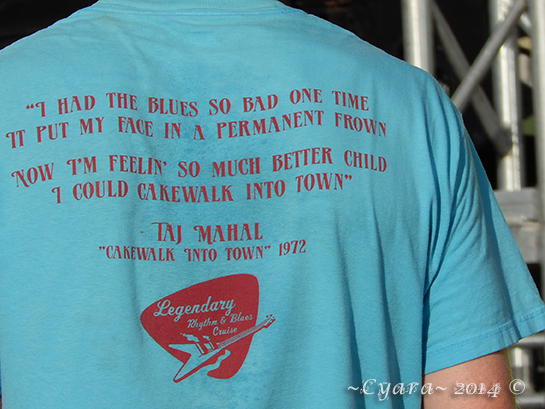 "I HAD THE BLUES SO BAD ONE TIME
IT PUT MY FACE IN A PERMANENT FROWN
NOW I'M FEELIN' SO MUCH BETTER CHILD
I COULD CAKEWALK INTO TOWN"
- TAJ MAHAL
"CAKEWALK INTO TOWN" 1972
Legendary
Rhythm & Blues
Cruise
~Cyara~ 2014 ©